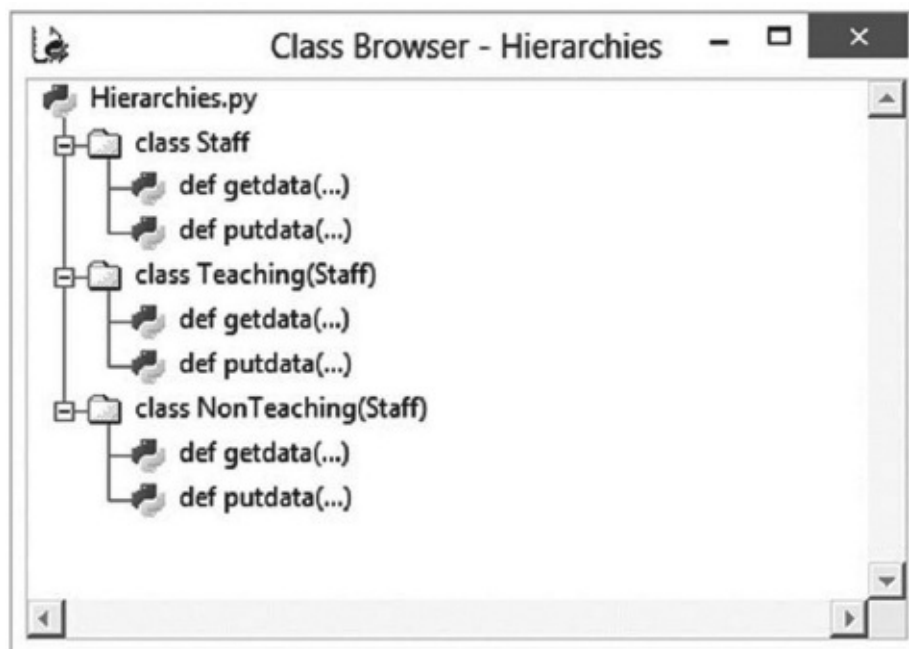 Class Browser - Hierarchies
Hierarchies.py
class Staff
def getdata(...)
def putdata(...)
class Teaching(Staff)
def getdata(...)
def putdata(...)
class NonTeaching(Staff)
def getdata(...)
def putdata(...)